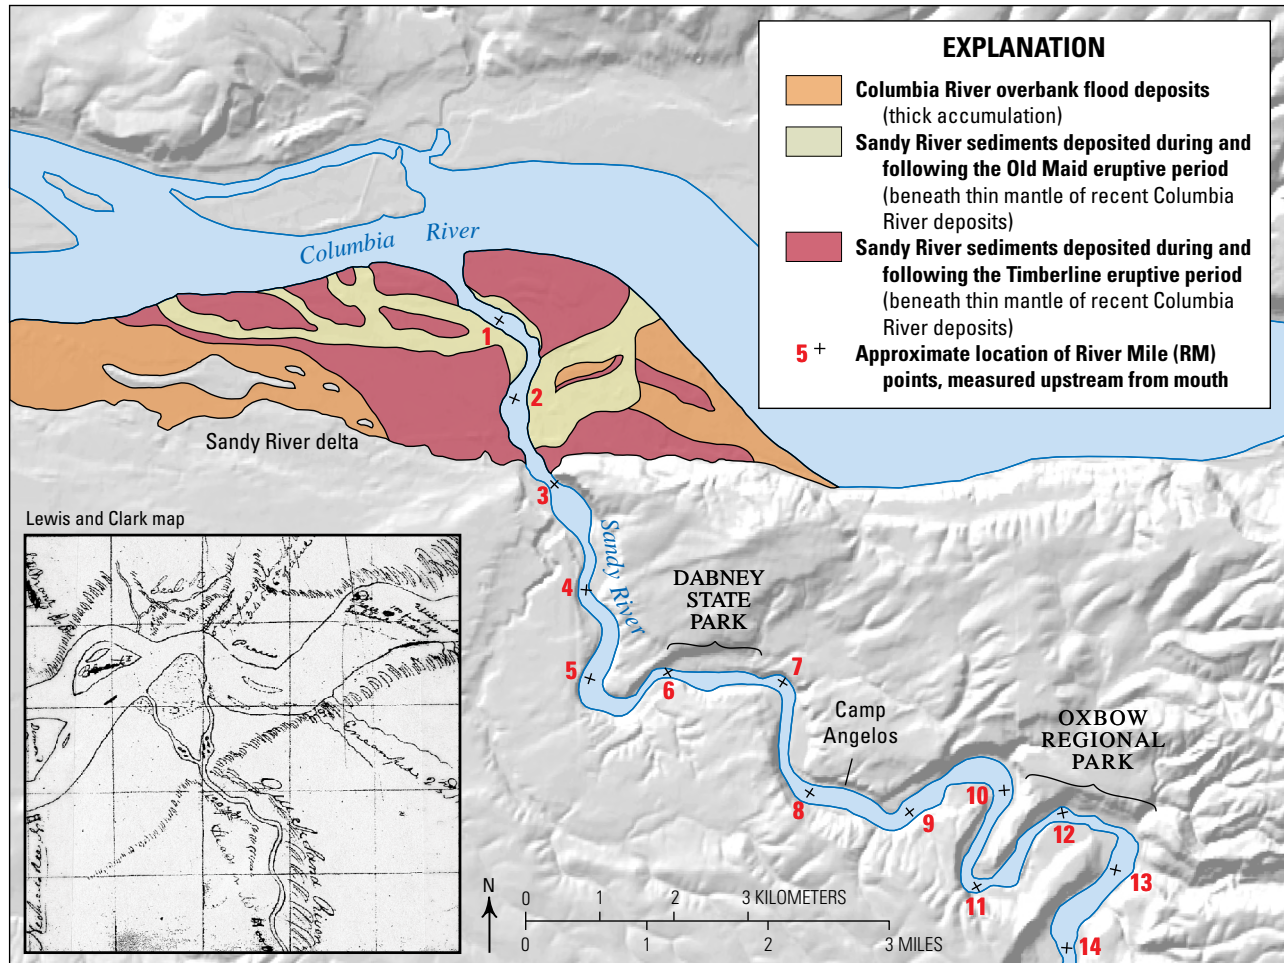 EXPLANATION
Columbia River overbank flood deposits
(thick accumulation)
Sandy River sediments deposited during and
following the Old Maid eruptive period
(beneath thin mantle of recent Columbia
River deposits)
Sandy River sediments deposited during and
following the Timberline eruptive period
(beneath thin mantle of recent Columbia
River deposits)
5 + Approximate location of River Mile (RM)
points, measured upstream from mouth
Columbia River
1
2
Sandy River delta
3
Sandy River
4
DABNEY
STATE
PARK
5
6
7
Camp
Angelos
OXBOW
REGIONAL
PARK
8
9
10
11
12
13
14
Lewis and Clark map
N
0 1 2 3 KILOMETERS
0 1 2 3 MILES